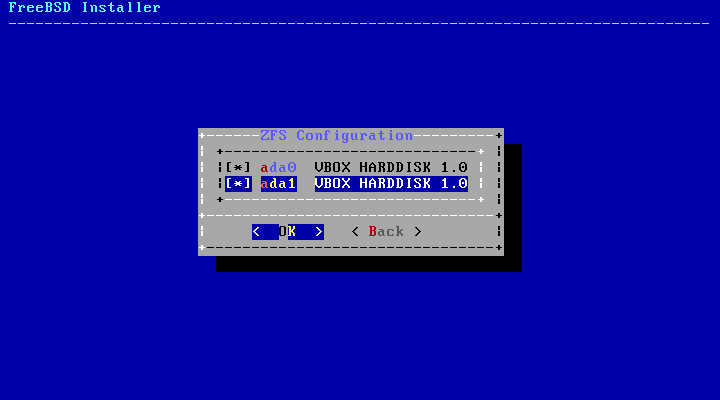 FreeBSD Installer
ZFS Configuration
[*] ada0 VBOX HARDDISK 1.0
[*] ada1 VBOX HARDDISK 1.0
< OK > < Back >